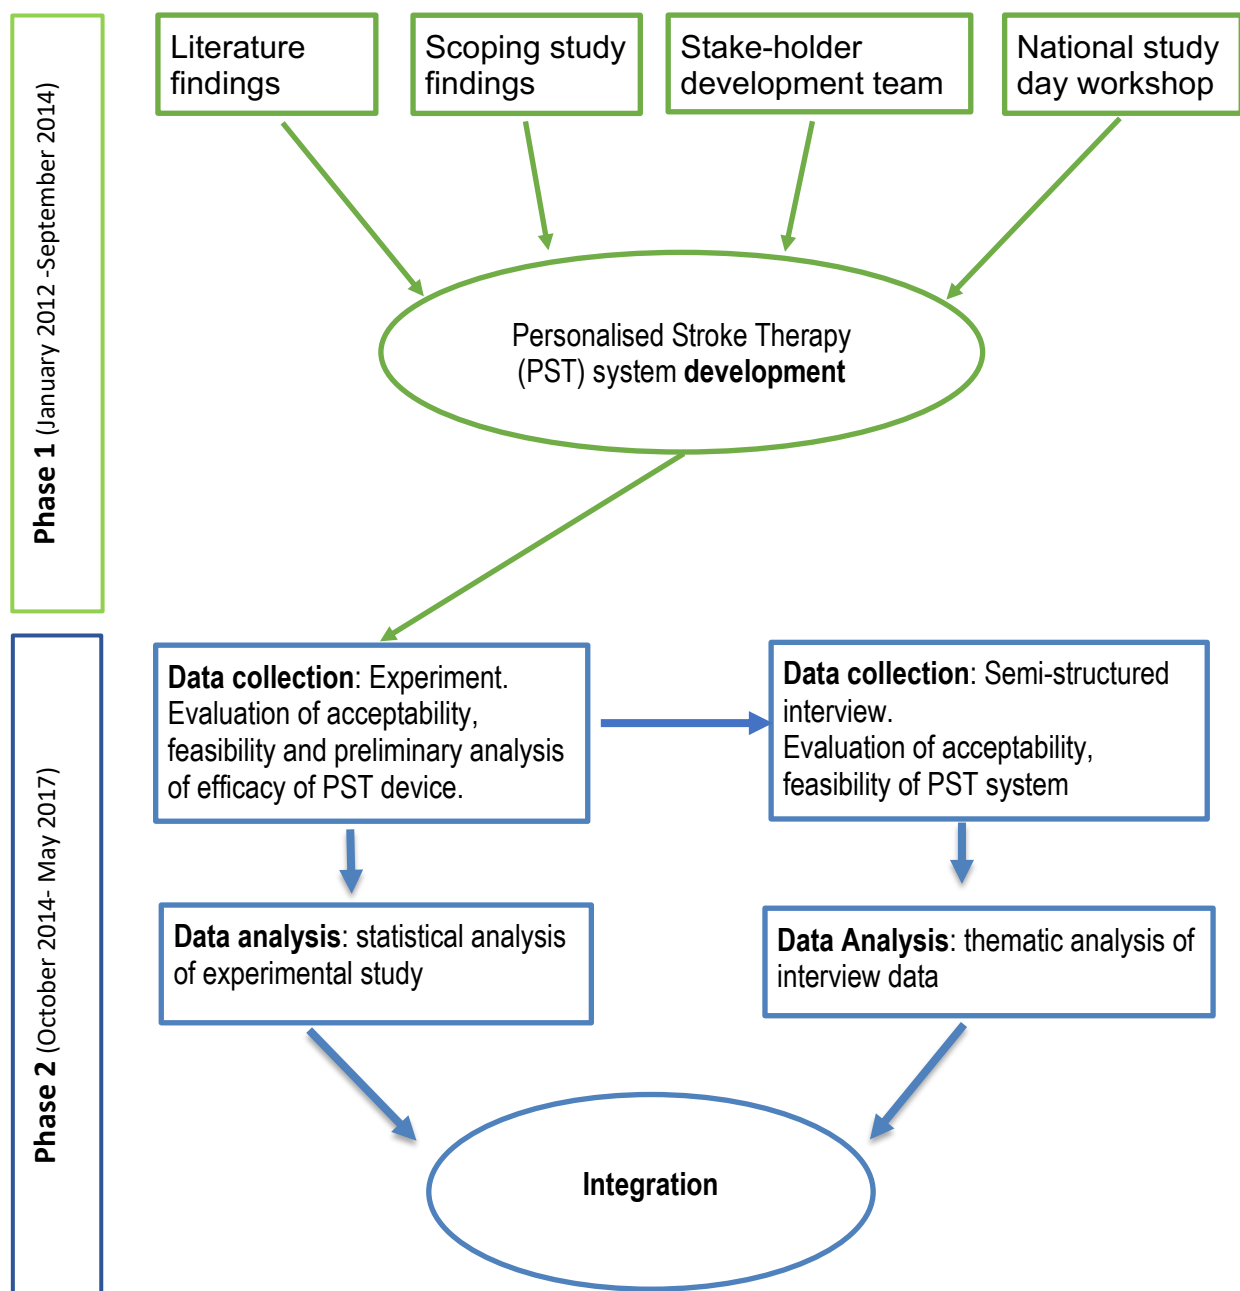 Phase 1 (January 2012 -September 2014)
Literature
findings
Scoping study
findings
Stake-holder
development team
National study
day workshop
Personalised Stroke Therapy
(PST) system development
Phase 2 (October 2014- May 2017)
Data collection: Experiment.
Evaluation of acceptability,
feasibility and preliminary analysis
of efficacy of PST device.
Data collection: Semi-structured
interview.
Evaluation of acceptability,
feasibility of PST system
Data analysis: statistical analysis
of experimental study
Data Analysis: thematic analysis of
interview data
Integration